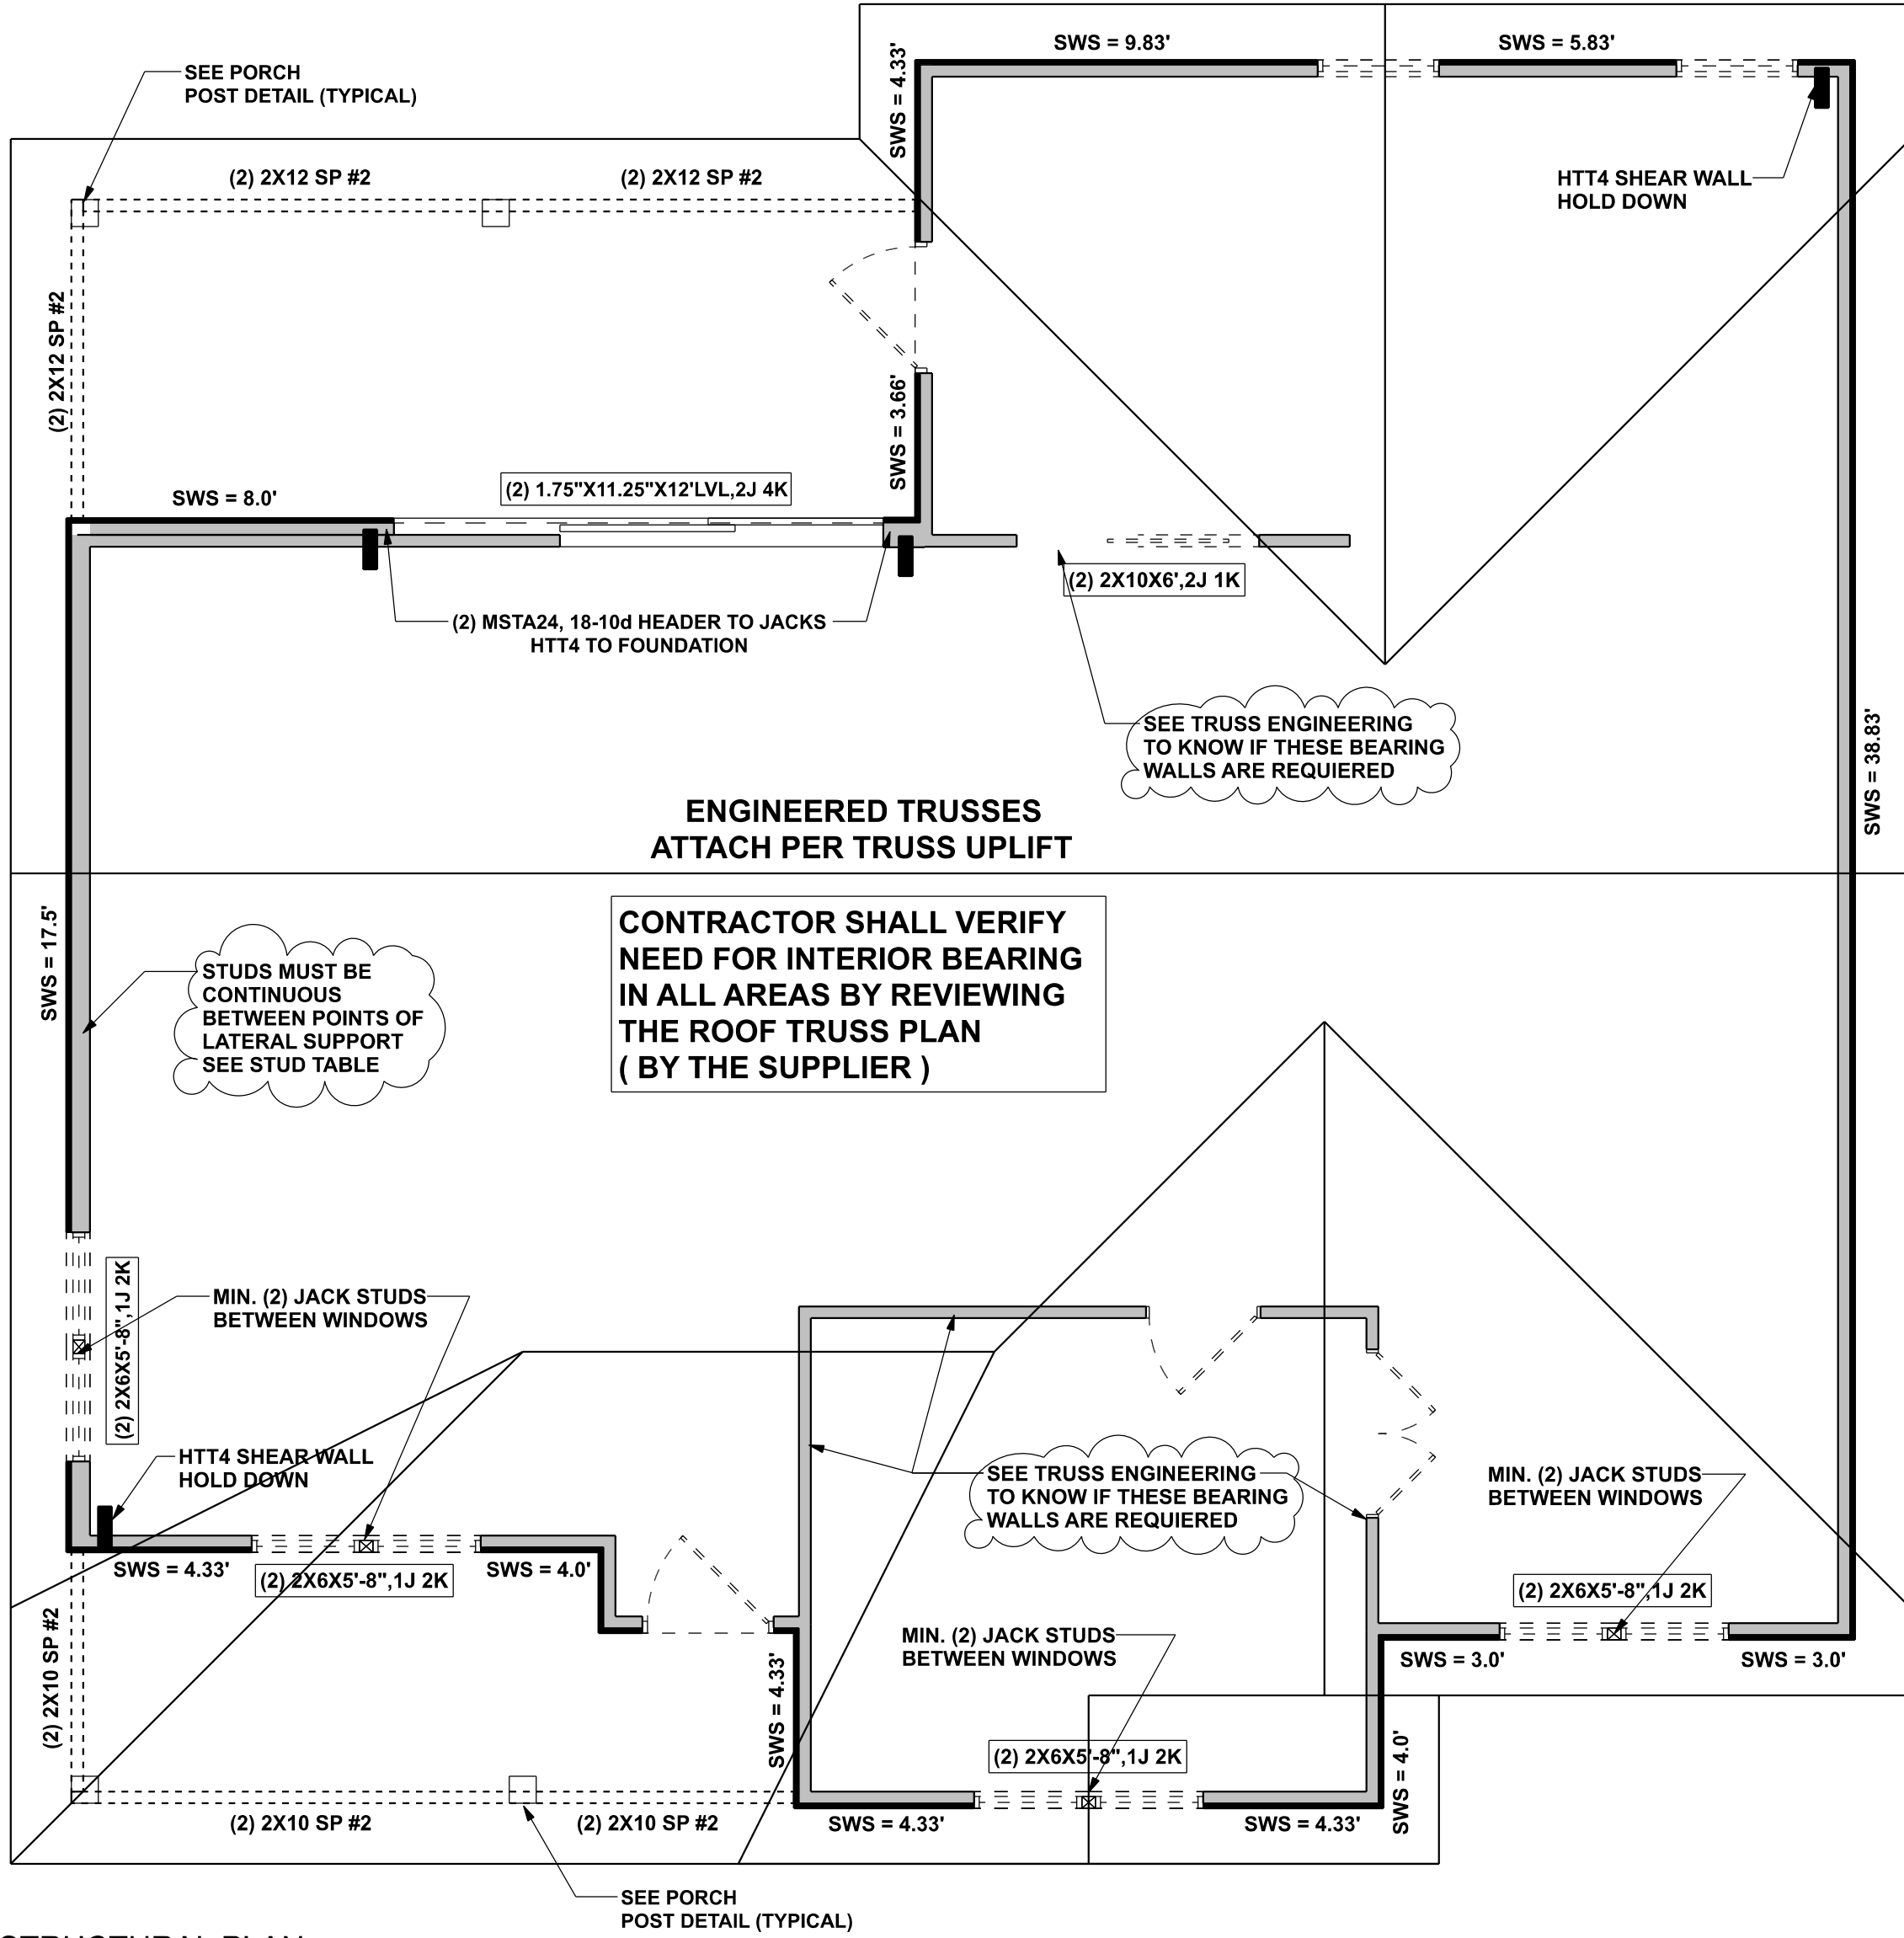 SWS = 9.83'
SWS = 5.83'
SWS = 4.33'
SEE PORCH
POST DETAIL (TYPICAL)
(2) 2X12 SP #2
(2) 2X12 SP #2
HTT4 SHEAR WALL
HOLD DOWN
(2) 2X12 SP #2
SWS = 3.66'
SWS = 8.0'
(2) 1.75"X11.25"X12'LVL,2J 4K
(2) 2X10X6',2J 1K
(2) MSTA24, 18-10d HEADER TO JACKS
HTT4 TO FOUNDATION
SEE TRUSS ENGINEERING
TO KNOW IF THESE BEARING
WALLS ARE REQUIERED
SWS = 38.83'
ENGINEERED TRUSSES
ATTACH PER TRUSS UPLIFT
CONTRACTOR SHALL VERIFY
NEED FOR INTERIOR BEARING
IN ALL AREAS BY REVIEWING
THE ROOF TRUSS PLAN
( BY THE SUPPLIER )
SWS = 17.5'
STUDS MUST BE
CONTINUOUS
BETWEEN POINTS OF
LATERAL SUPPORT
SEE STUD TABLE
(2) 2X6X5'-8",1J 2K
MIN. (2) JACK STUDS
BETWEEN WINDOWS
HTT4 SHEAR WALL
HOLD DOWN
SEE TRUSS ENGINEERING
TO KNOW IF THESE BEARING
WALLS ARE REQUIERED
MIN. (2) JACK STUDS
BETWEEN WINDOWS
SWS = 4.33'
(2) 2X6X5'-8",1J 2K
SWS = 4.0'
(2) 2X6X5'-8",1J 2K
(2) 2X10 SP #2
MIN. (2) JACK STUDS
BETWEEN WINDOWS
SWS = 3.0'
SWS = 3.0'
SWS = 4.33'
(2) 2X6X5'-8",1J 2K
SWS = 4.0'
(2) 2X10 SP #2
(2) 2X10 SP #2
SWS = 4.33'
SWS = 4.33'
SEE PORCH
POST DETAIL (TYPICAL)
STRUCTURAL PLAN